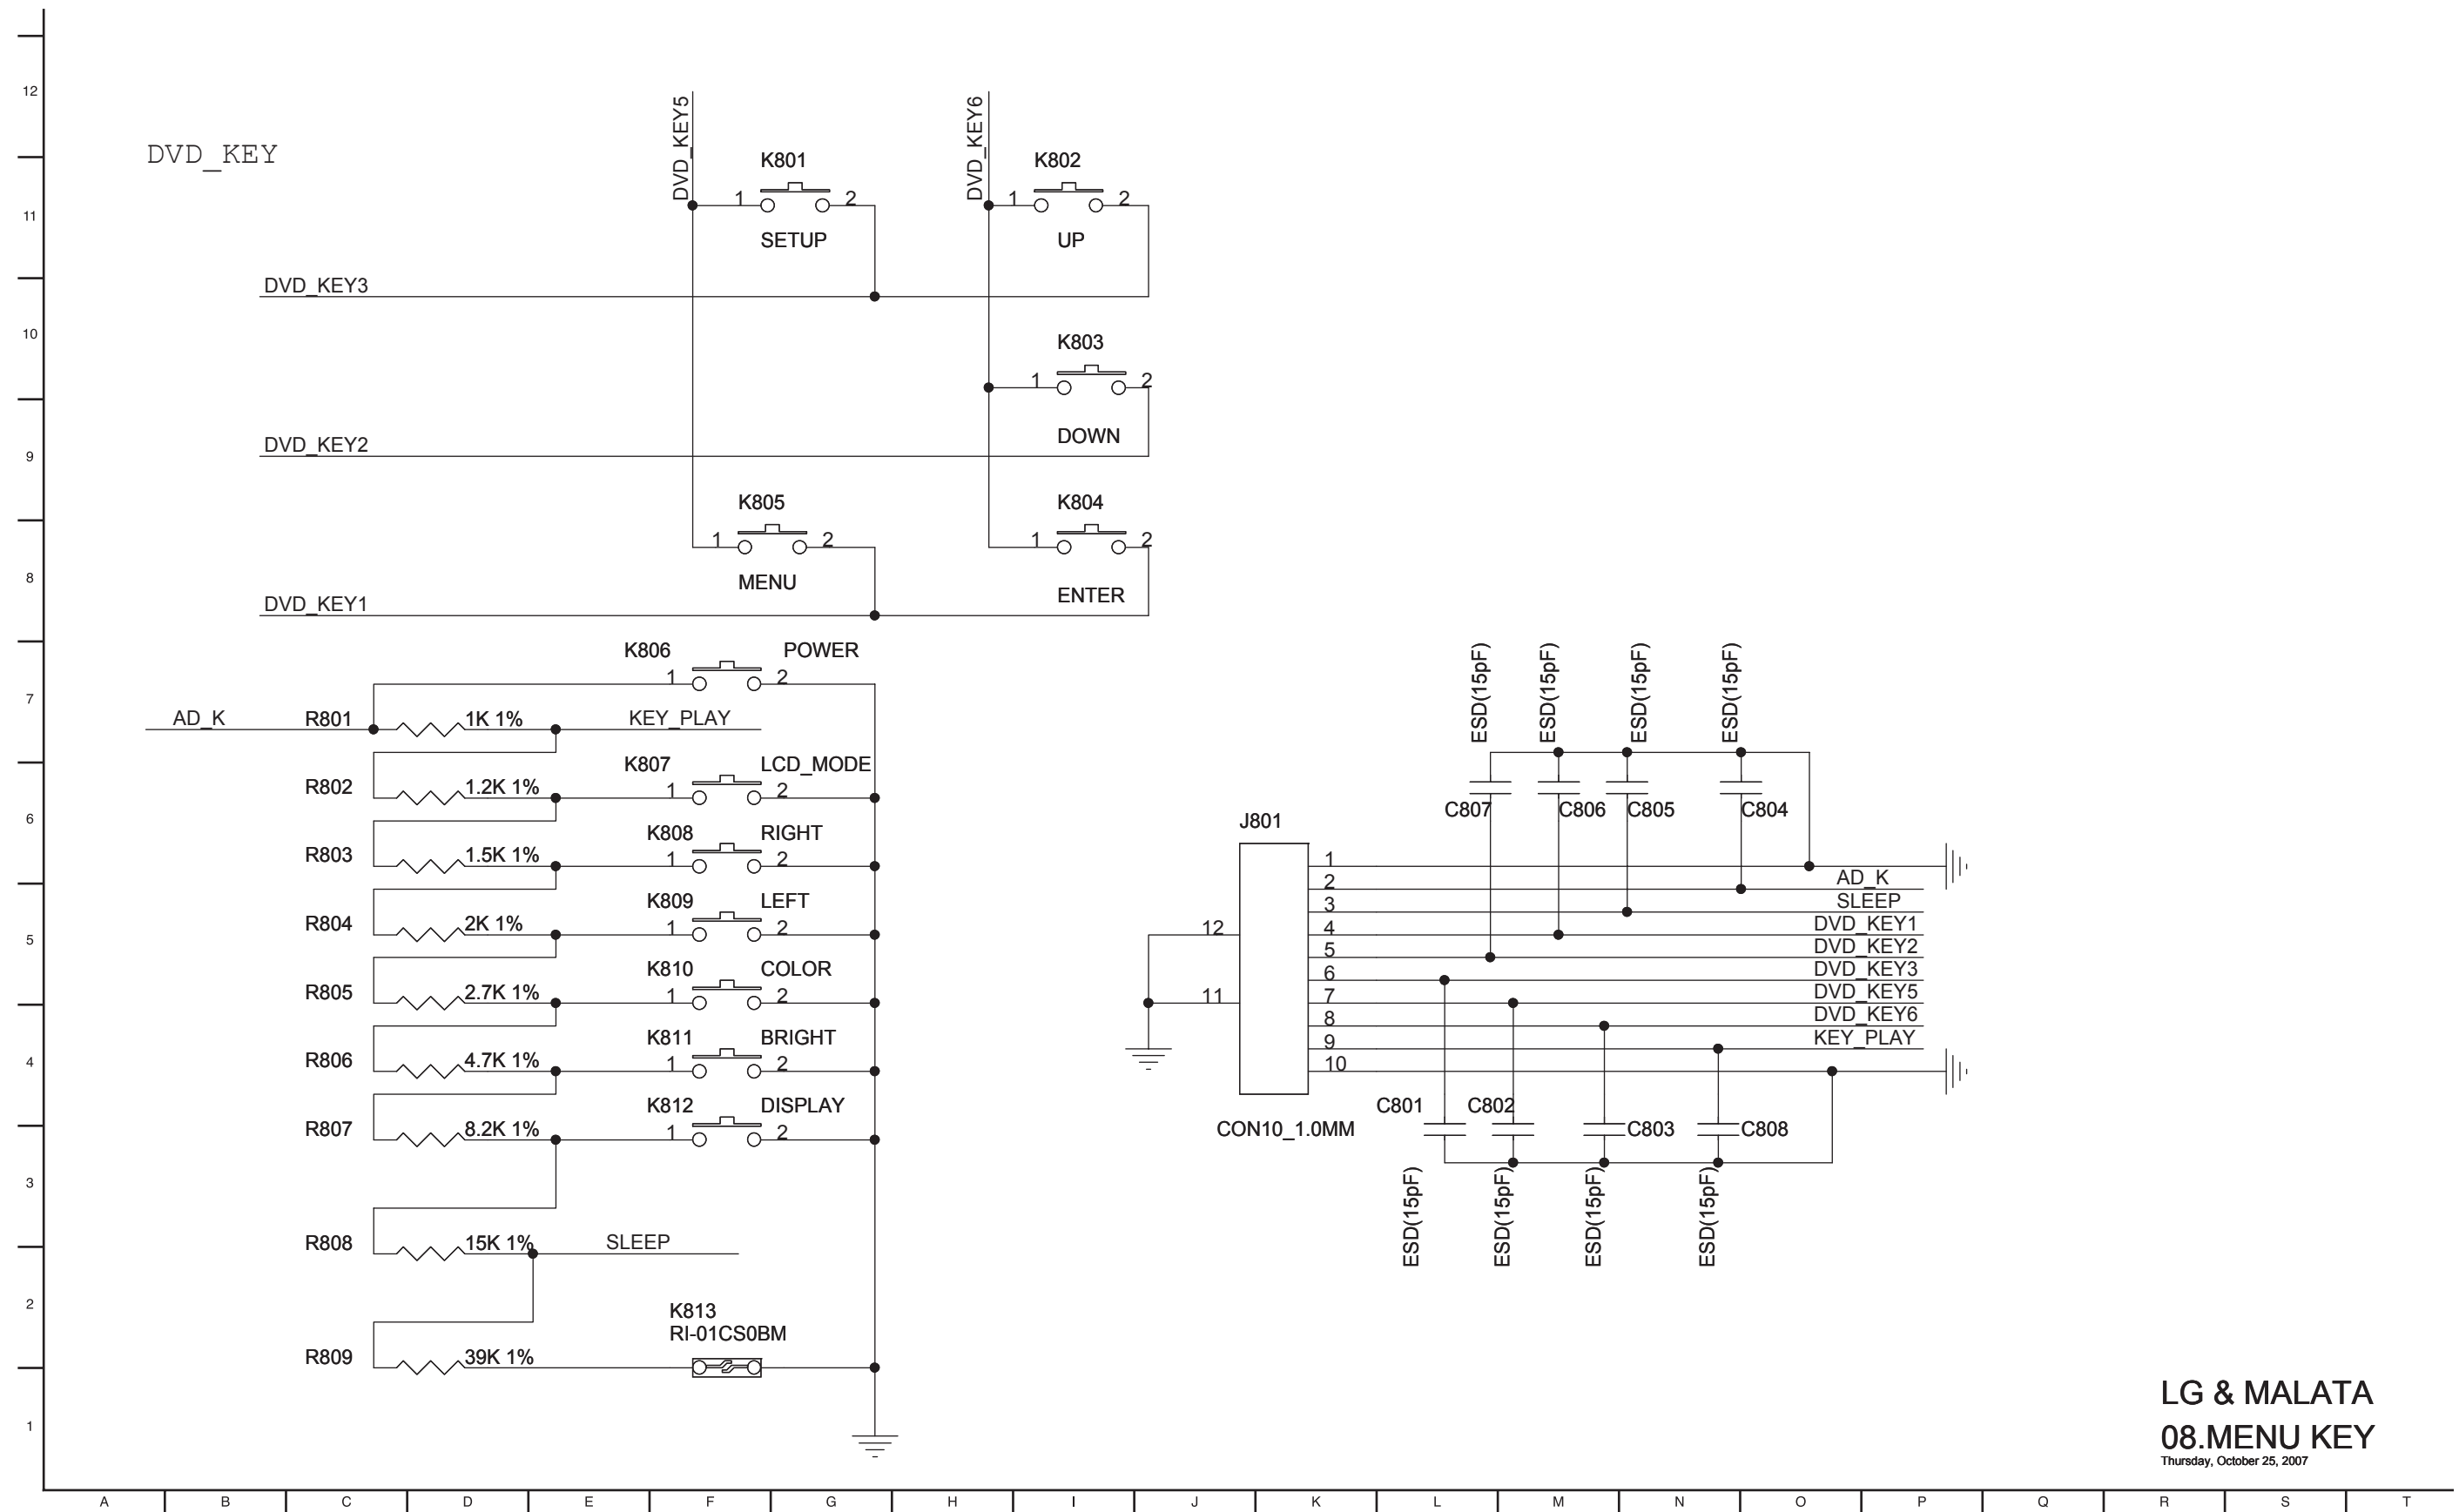 12
11
10
9
8
7
6
5
4
3
2
1
DVD_KEY
DVD_KEY5
K801
1 2
SETUP
DVD_KEY6
K802
1 2
UP
DVD_KEY3
K803
1 2
DOWN
DVD_KEY2
K805
1 2
MENU
K804
1 2
ENTER
DVD_KEY1
K806 POWER
1 2
AD_K R801 1K 1% KEY_PLAY
K807 LCD_MODE
R802 1.2K 1% 1 2
K808 RIGHT
R803 1.5K 1% 1 2
K809 LEFT
R804 2K 1% 1 2
K810 COLOR
R805 2.7K 1% 1 2
K811 BRIGHT
R806 4.7K 1% 1 2
K812 DISPLAY
R807 8.2K 1% 1 2
R808 15K 1% SLEEP
K813
RI-01CS0BM
R809 39K 1%
ESD(15pF) ESD(15pF) ESD(15pF) ESD(15pF)
C807 C806 C805 C804
J801
1
2 AD_K
3 SLEEP
12 4 DVD_KEY1
5 DVD_KEY2
6 DVD_KEY3
11 7 DVD_KEY5
8 DVD_KEY6
9 KEY_PLAY
10
CON10_1.0MM
C801 C802 C803 C808
ESD(15pF) ESD(15pF) ESD(15pF) ESD(15pF)
LG & MALATA
08.MENU KEY
Thursday, October 25, 2007
A B C D E F G H I J K L M N O P Q R S T